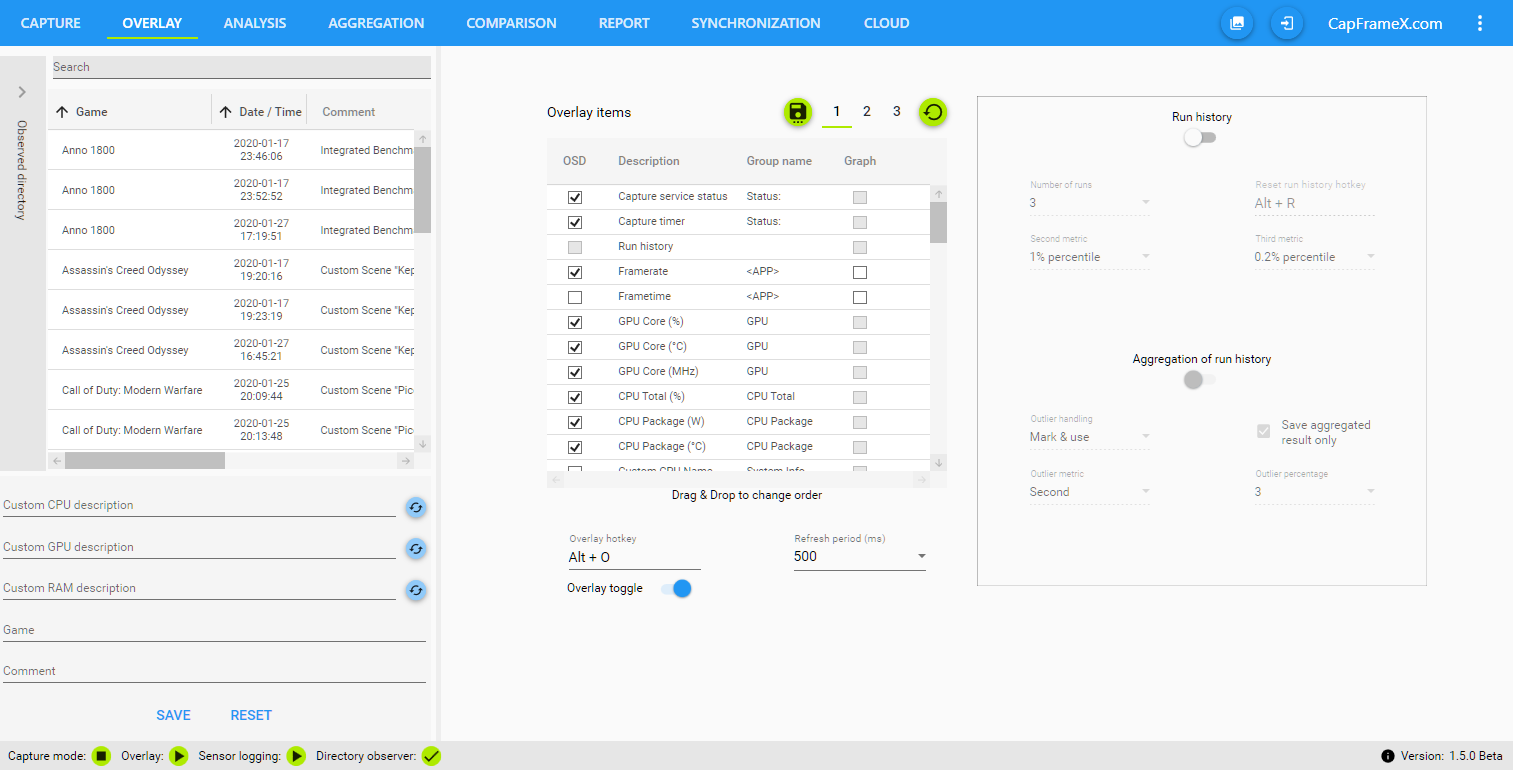 CAPTURE OVERLAY ANALYSIS AGGREGATION COMPARISON REPORT SYNCHRONIZATION CLOUD CapFrameX.com
Search
Observed directory
Game Date / Time Comment
Anno 1800 2020-01-17 23:46:06 Integrated Benchm
Anno 1800 2020-01-17 23:52:52 Integrated Benchm
Anno 1800 2020-01-27 17:19:51 Integrated Benchm
Assassin's Creed Odyssey 2020-01-17 19:20:16 Custom Scene "Kep
Assassin's Creed Odyssey 2020-01-17 19:23:19 Custom Scene "Kep
Assassin's Creed Odyssey 2020-01-27 16:45:21 Custom Scene "Kep
Call of Duty: Modern Warfare 2020-01-25 20:09:44 Custom Scene "Pic
Call of Duty: Modern Warfare 2020-01-25 20:13:48 Custom Scene "Pic
Custom CPU description
Custom GPU description
Custom RAM description
Game
Comment
SAVE RESET
Overlay items 1 2 3
OSD Description Group name Graph
Capture service status Status:
Capture timer Status:
Run history
Framerate <APP>
Frametime <APP>
GPU Core (%) GPU
GPU Core (°C) GPU
GPU Core (MHz) GPU
CPU Total (%) CPU Total
CPU Package (W) CPU Package
CPU Package (°C) CPU Package
Custom CPU Name System Info
Drag & Drop to change order
Overlay hotkey Refresh period (ms)
Alt + O 500
Overlay toggle
Run history
Number of runs Reset run history hotkey
3 Alt + R
Second metric Third metric
1% percentile 0.2% percentile
Aggregation of run history
Outlier handling
Mark & use
Save aggregated
result only
Outlier metric Outlier percentage
Second 3
Capture mode: Overlay: Sensor logging: Directory observer: Version: 1.5.0 Beta